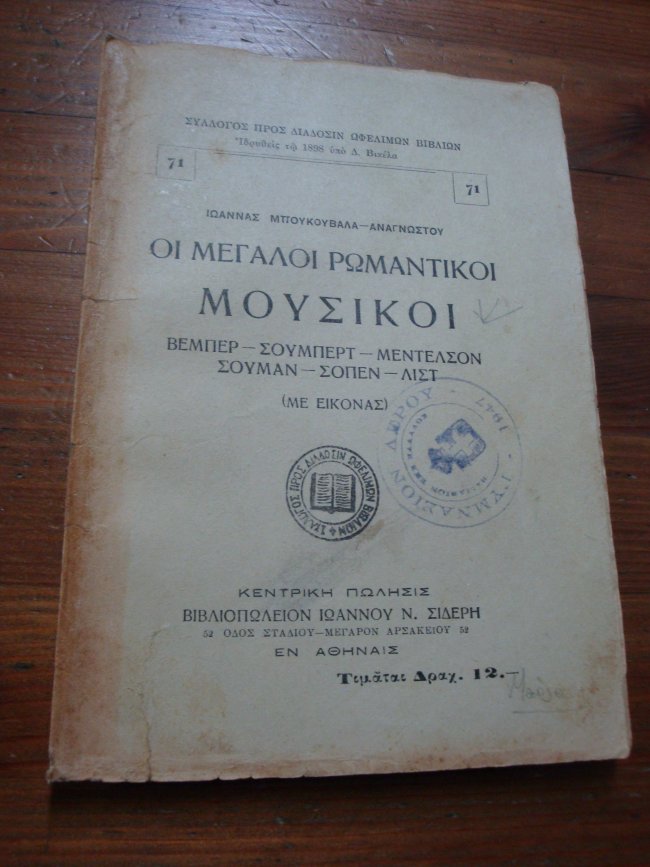 ΣΥΛΛΟΓΟΣ ΠΡΟΣ ΔΙΑΔΟΣΙΝ ΩΦΕΛΙΜΩΝ ΒΙΒΛΙΩΝ
Ἱδρυθεὶς τῷ 1898 ὑπὸ Δ. Βικέλα
71
71
ΙΩΑΝΝΑΣ ΜΠΟΥΚΟΥΒΑΛΑ—ΑΝΑΓΝΩΣΤΟΥ
ΟΙ ΜΕΓΑΛΟΙ ΡΩΜΑΝΤΙΚΟΙ
ΜΟΥΣΙΚΟΙ
ΒΕΜΠΕΡ — ΣΟΥΜΠΕΡΤ — ΜΕΝΤΕΛΣΟΝ
ΣΟΥΜΑΝ — ΣΟΠΕΝ — ΛΙΣΤ
(ΜΕ ΕΙΚΟΝΑΣ)
ΓΥΜΝΑΣΙΟΝ ΛΕΡΟΥ · 1947
ΣΥΛΛΟΓΟΣ ΠΡΟΣ ΔΙΑΔΟΣΙΝ ΩΦΕΛΙΜΩΝ ΒΙΒΛΙΩΝ
ΚΕΝΤΡΙΚΗ ΠΩΛΗΣΙΣ
ΒΙΒΛΙΟΠΩΛΕΙΟΝ ΙΩΑΝΝΟΥ Ν. ΣΙΔΕΡΗ
52 ΟΔΟΣ ΣΤΑΔΙΟΥ—ΜΕΓΑΡΟΝ ΑΡΣΑΚΕΙΟΥ 52
ΕΝ ΑΘΗΝΑΙΣ
Τιμᾶται Δραχ. 12.—